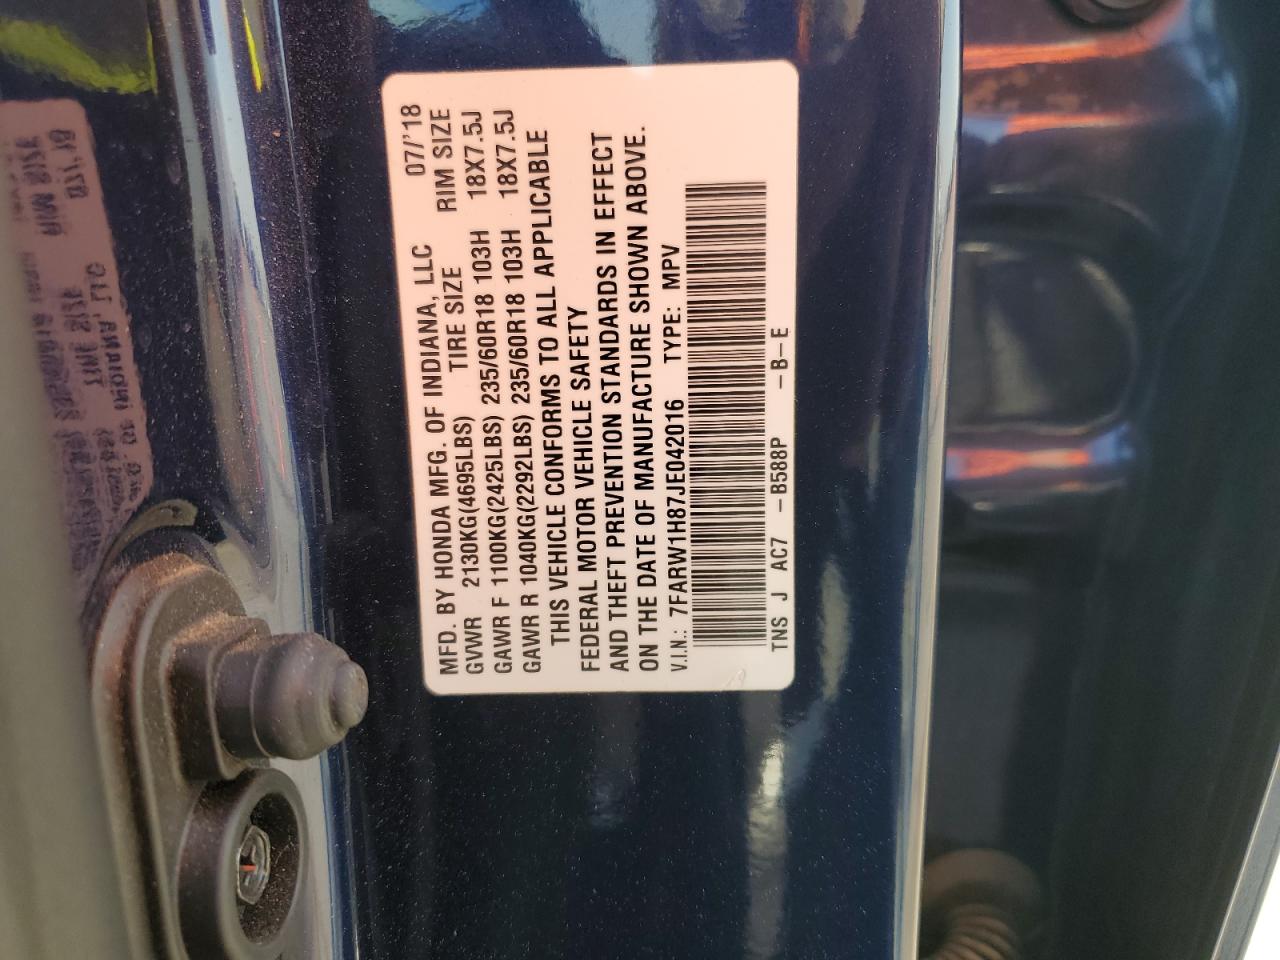 MFD. BY HONDA MFG. OF INDIANA, LLC 07/'18
GVWR 2130KG(4695LBS) TIRE SIZE RIM SIZE
GAWR F 1100KG(2425LBS) 235/60R18 103H 18X7.5J
GAWR R 1040KG(2292LBS) 235/60R18 103H 18X7.5J
THIS VEHICLE CONFORMS TO ALL APPLICABLE
FEDERAL MOTOR VEHICLE SAFETY
AND THEFT PREVENTION STANDARDS IN EFFECT
ON THE DATE OF MANUFACTURE SHOWN ABOVE.
V.I.N.: 7FARW1H87JE042016 TYPE: MPV
TNS J AC7 -B588P -B-E